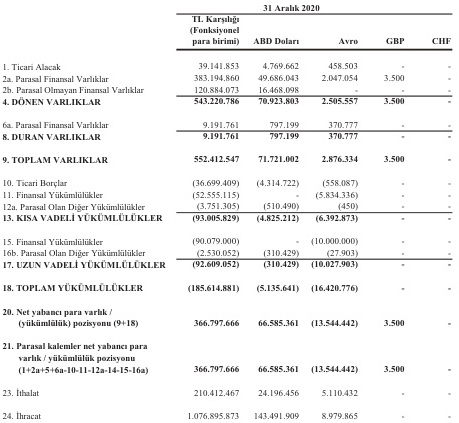 31 Aralık 2020
TL Karşılığı
(Fonksiyonel
para birimi) ABD Doları Avro GBP CHF
1. Ticari Alacak 39.141.853 4.769.662 458.503 - -
2a. Parasal Finansal Varlıklar 383.194.860 49.686.043 2.047.054 3.500 -
2b. Parasal Olmayan Finansal Varlıklar 120.884.073 16.468.098 - - -
4. DÖNEN VARLIKLAR 543.220.786 70.923.803 2.505.557 3.500 -
6a. Parasal Finansal Varlıklar 9.191.761 797.199 370.777 - -
8. DURAN VARLIKLAR 9.191.761 797.199 370.777 - -
9. TOPLAM VARLIKLAR 552.412.547 71.721.002 2.876.334 3.500 -
10. Ticari Borçlar (36.699.409) (4.314.722) (558.087) - -
11. Finansal Yükümlülükler (52.555.115) - (5.834.336) - -
12a. Parasal Olan Diğer Yükümlülükler (3.751.305) (510.490) (450) - -
13. KISA VADELİ YÜKÜMLÜLÜKLER (93.005.829) (4.825.212) (6.392.873) - -
15. Finansal Yükümlülükler (90.079.000) - (10.000.000) - -
16b. Parasal Olan Diğer Yükümlülükler (2.530.052) (310.429) (27.903) - -
17. UZUN VADELİ YÜKÜMLÜLÜKLER (92.609.052) (310.429) (10.027.903) - -
18. TOPLAM YÜKÜMLÜLÜKLER (185.614.881) (5.135.641) (16.420.776) - -
20. Net yabancı para varlık /
(yümlülük) pozisyonu (9+18) 366.797.666 66.585.361 (13.544.442) 3.500 -
21. Parasal kalemler net yabancı para
varlık / yükümlülük pozisyonu
(1+2a+5+6a-10-11-12a-14-15-16a) 366.797.666 66.585.361 (13.544.442) 3.500 -
23. İthalat 210.412.467 24.196.456 5.110.432 - -
24. İhracat 1.076.895.873 143.491.909 8.979.865 - -